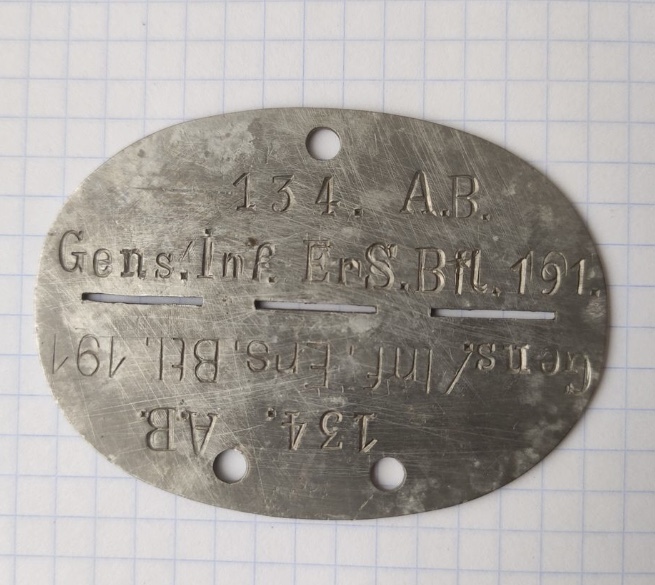 134. A.B.
Gens./Inf. ErS. Btl. 191.
Gens./Inf. Ers. Btl. 191
134. A.B.